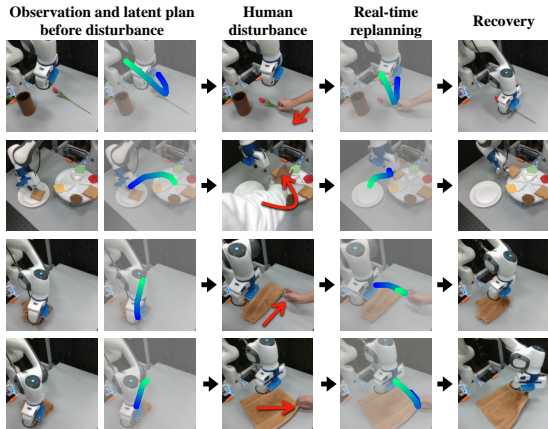 Observation and latent plan
before disturbance
Human
disturbance
Real-time
replanning
Recovery